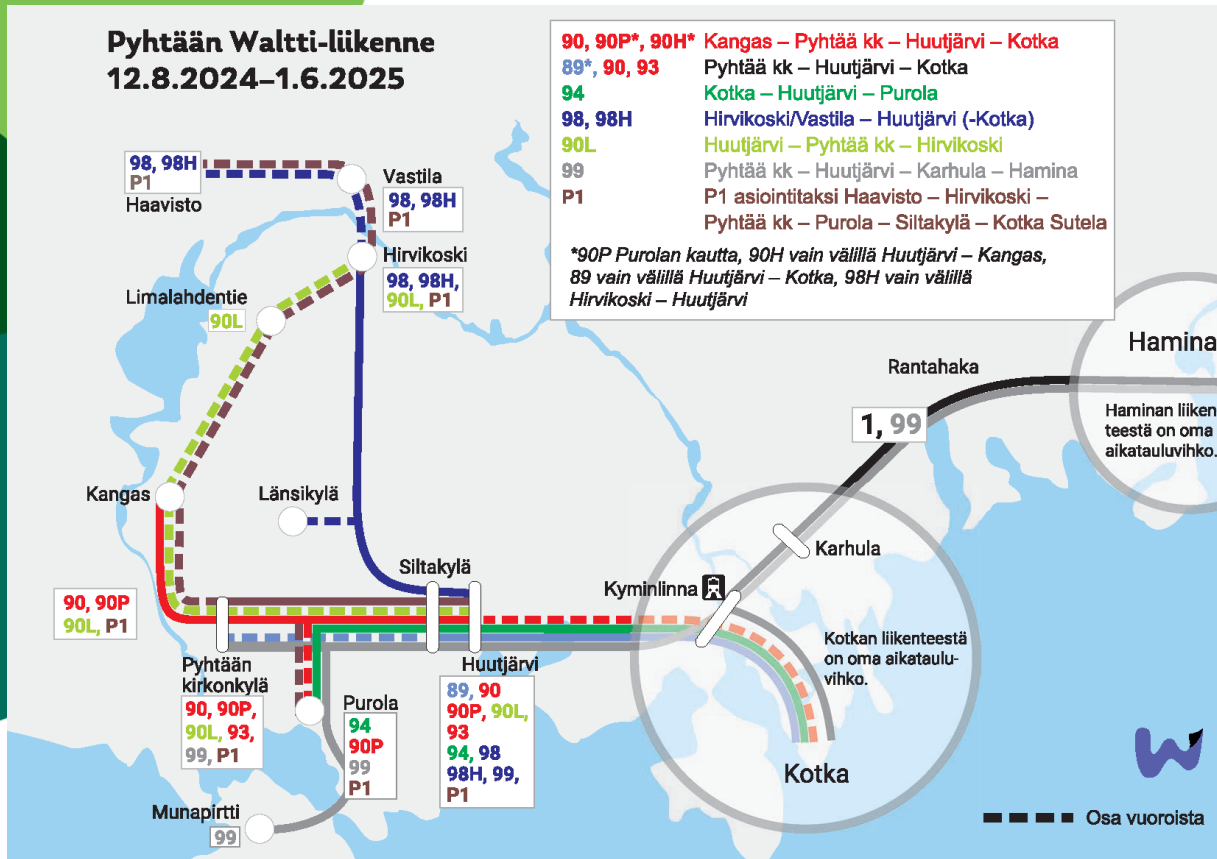 Pyhtään Waltti-liikenne
12.8.2024–1.6.2025
90, 90P*, 90H* Kangas – Pyhtää kk – Huutjärvi – Kotka
89*, 90, 93 Pyhtää kk – Huutjärvi – Kotka
94 Kotka – Huutjärvi – Purola
98, 98H Hirvikoski/Vastila – Huutjärvi (-Kotka)
90L Huutjärvi – Pyhtää kk – Hirvikoski
99 Pyhtää kk – Huutjärvi – Karhula – Hamina
P1 P1 asiointitaksi Haavisto – Hirvikoski –
Pyhtää kk – Purola – Siltakylä – Kotka Sutela
*90P Purolan kautta, 90H vain välillä Huutjärvi – Kangas,
89 vain välillä Huutjärvi – Kotka, 98H vain välillä
Hirvikoski – Huutjärvi
98, 98H
P1
Haavisto
Vastila
98, 98H
P1
Hirvikoski
98, 98H,
90L, P1
Limalahdentie
90L
Kangas
Länsikylä
Siltakylä
90, 90P
90L, P1
Pyhtään
kirkonkylä
90, 90P,
90L, 93,
99, P1
Purola
94
90P
99
P1
Huutjärvi
89, 90
90P, 90L,
93
94, 98
98H, 99,
P1
Munapirtti
99
Kyminlinna
Karhula
Kotkan liikenteestä
on oma aikataulu-
vihko.
Kotka
1, 99
Rantahaka
Hamina
Haminan liiken
teestä on oma
aikatauluvihko.
Osa vuoroista